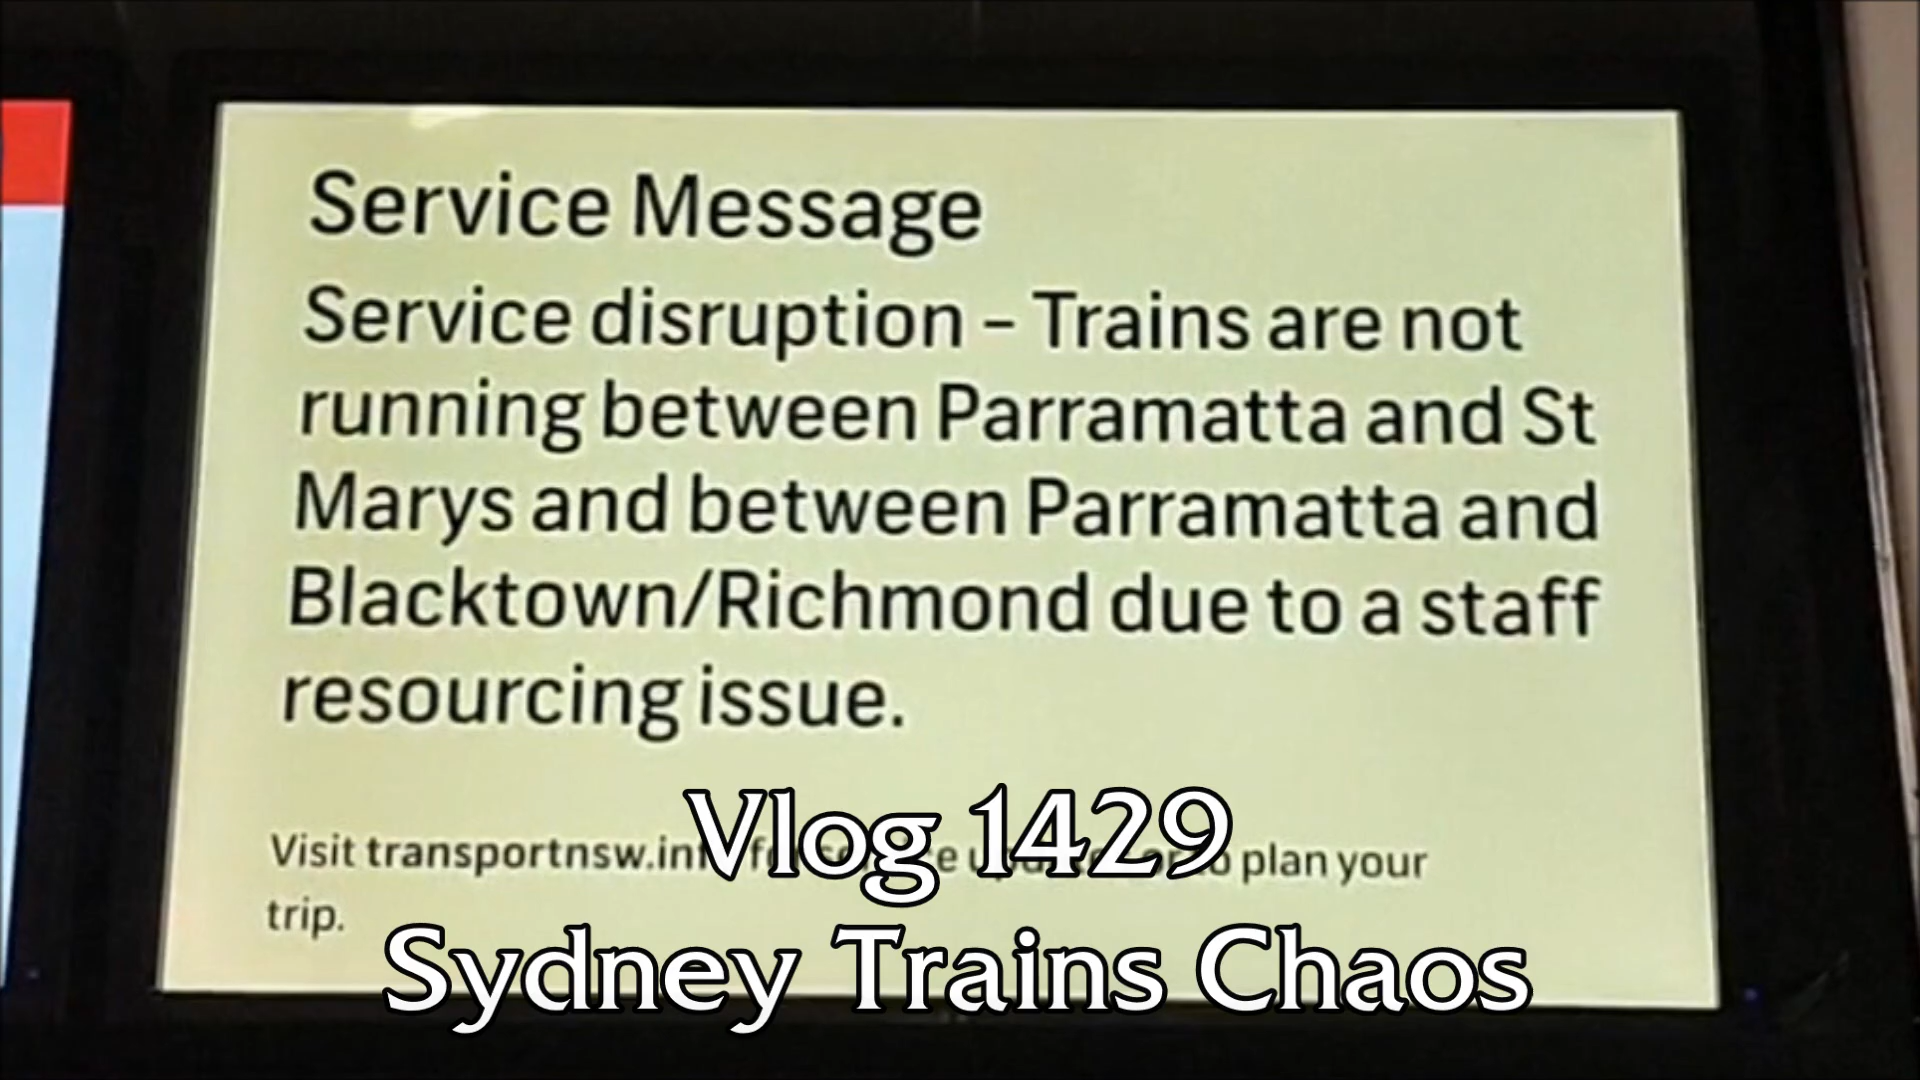 Service Message
Service disruption – Trains are not
running between Parramatta and St
Marys and between Parramatta and
Blacktown/Richmond due to a staff
resourcing issue.
Visit transportnsw.info plan your
trip.
Vlog 1429
Sydney Trains Chaos